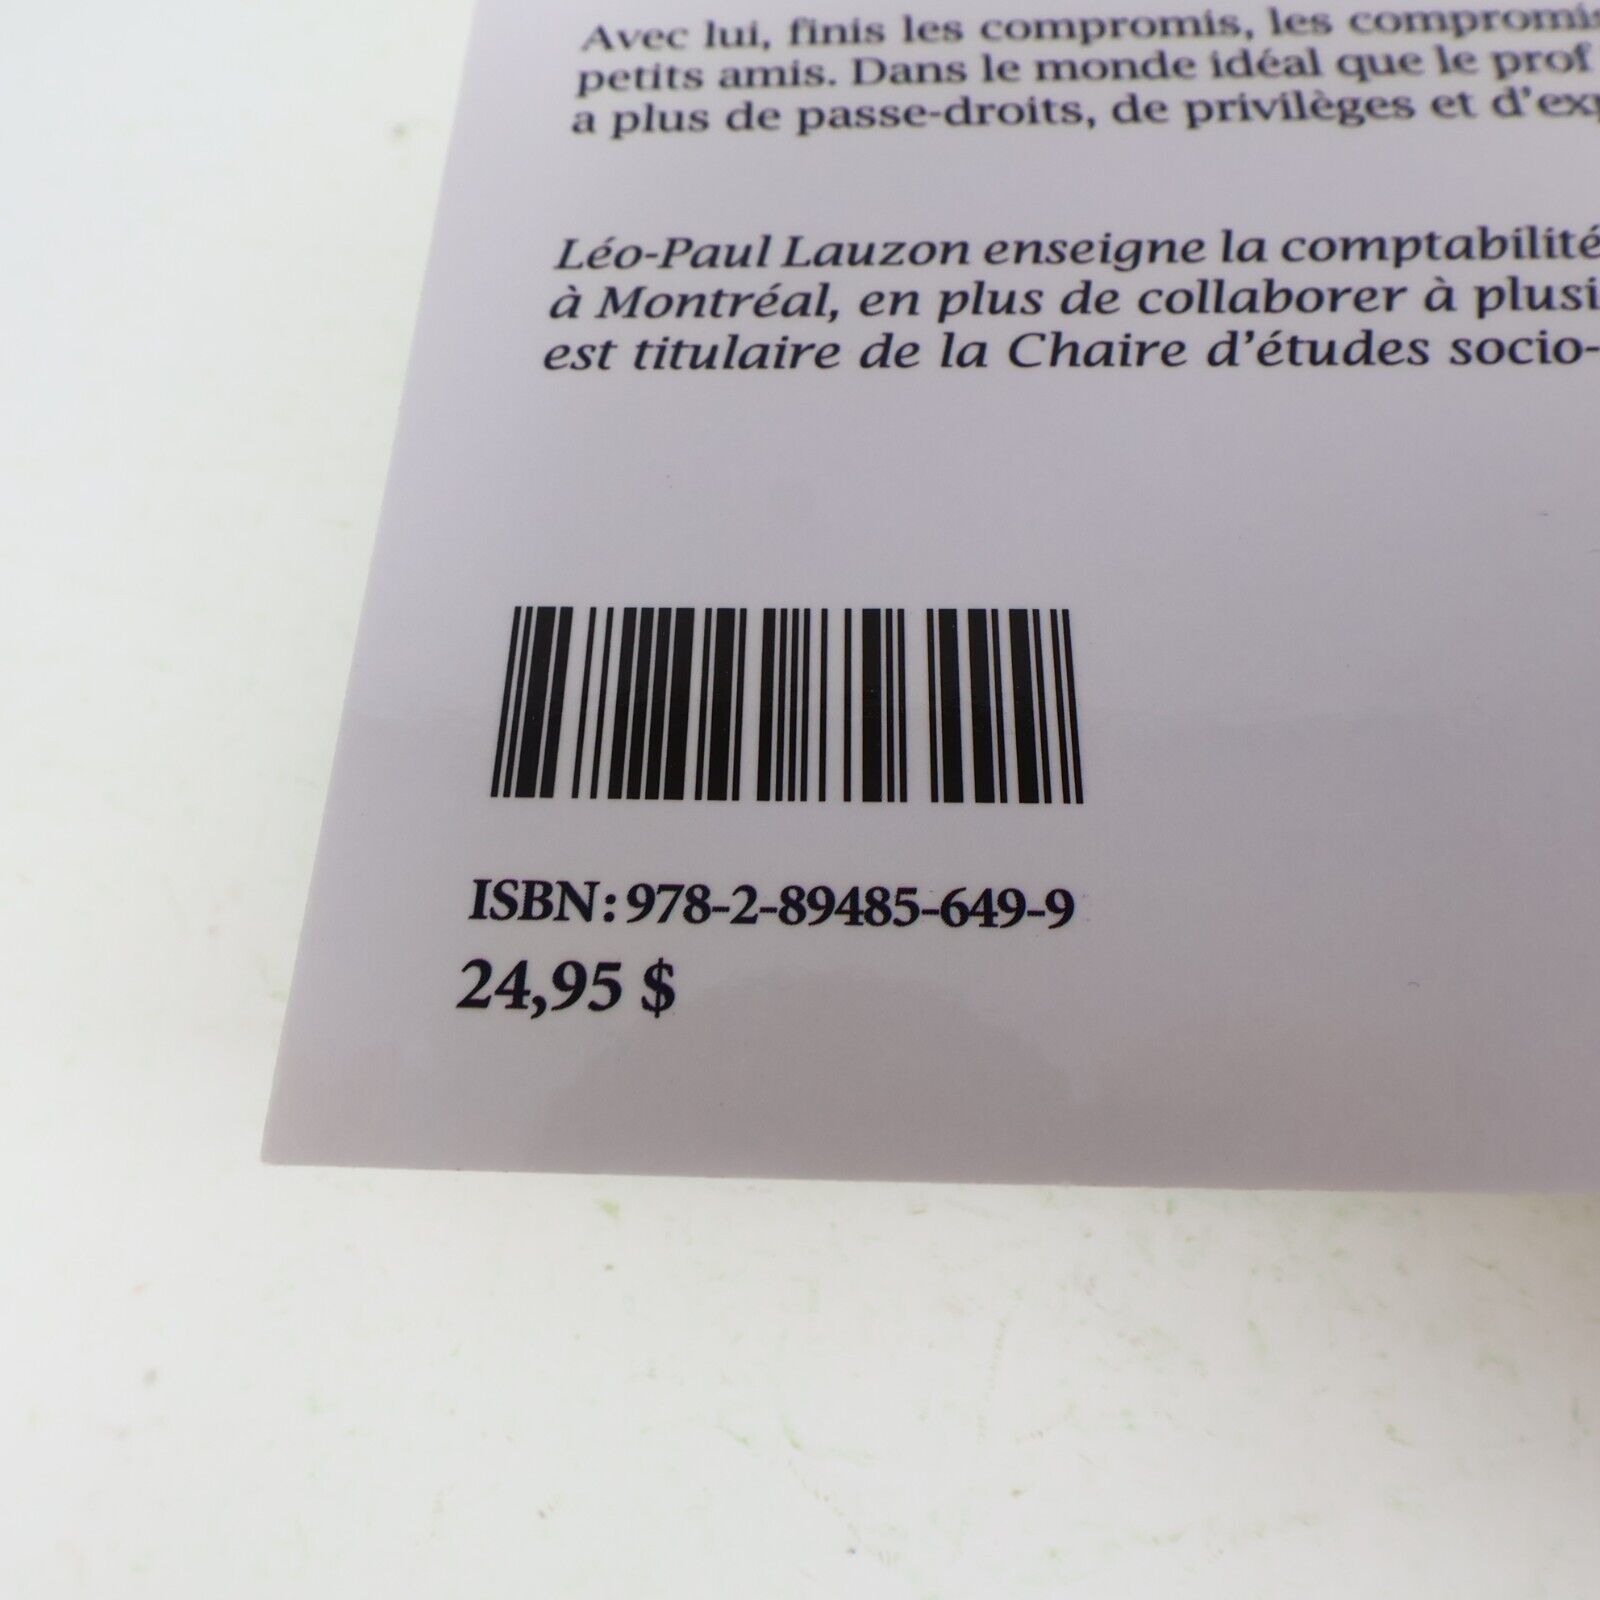 Avec lui, finis les compromis, les compromis
petits amis. Dans le monde idéal que le prof
a plus de passe-droits, de privilèges et d'exp
Léo-Paul Lauzon enseigne la comptabilité
à Montréal, en plus de collaborer à plusi
est titulaire de la Chaire d'études socio-
ISBN: 978-2-89485-649-9
24,95 $